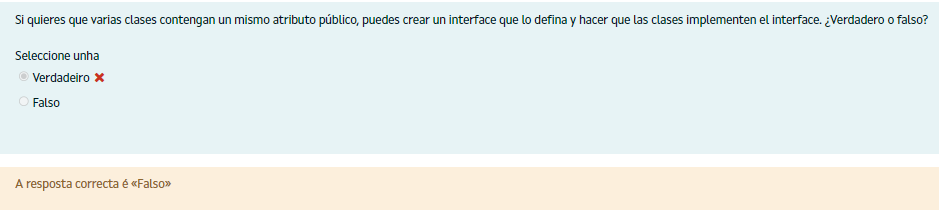 Si quieres que varias clases contengan un mismo atributo público, puedes crear un interface que lo defina y hacer que las clases implementen el interface. ¿Verdadero o falso?
Seleccione unha
Verdadeiro
Falso
A resposta correcta é «Falso»